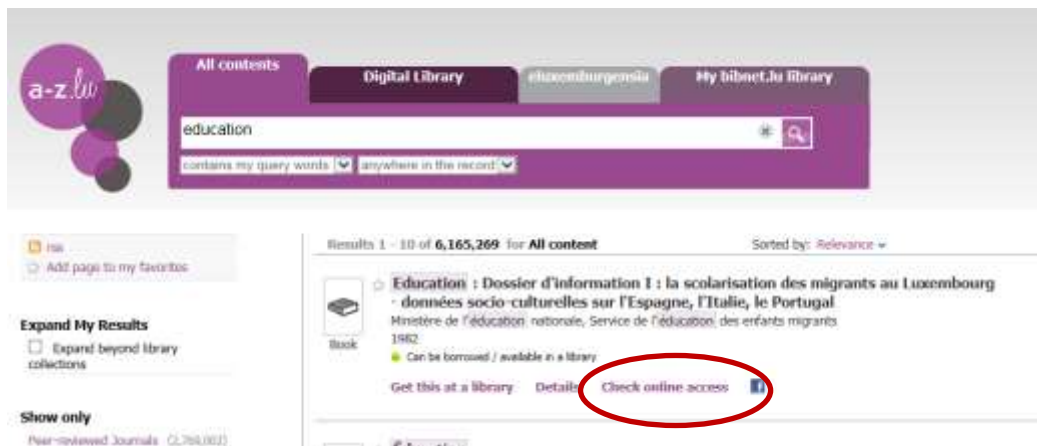 a-z.lu
All contents
Digital Library
eluxemburgensia
My bibnet.lu library
education
contains my query words
anywhere in the record
rss
Add page to my favorites
Results 1 - 10 of 6,165,269 for All content
Sorted by: Relevance
Education : Dossier d'information I : la scolarisation des migrants au Luxembourg
- données socio-culturelles sur l'Espagne, l'Italie, le Portugal
Ministère de l'éducation nationale, Service de l'éducation des enfants migrants
Book
1982
Can be borrowed / available in a library
Get this at a library
Details
Check online access
Expand My Results
Expand beyond library
collections
Show only
Peer-reviewed Journals